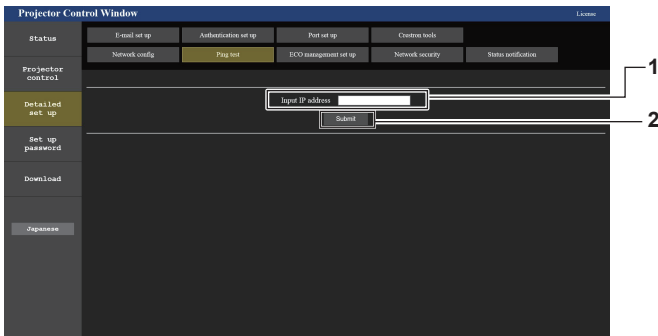 Projector Control Window
License
Status
E-mail set up
Authentication set up
Port set up
Crestron tools
Network config
Ping test
ECO management set up
Network security
Status notification
Projector
control
Detailed
set up
Set up
password
Download
Japanese
Input IP address
Submit
1
2